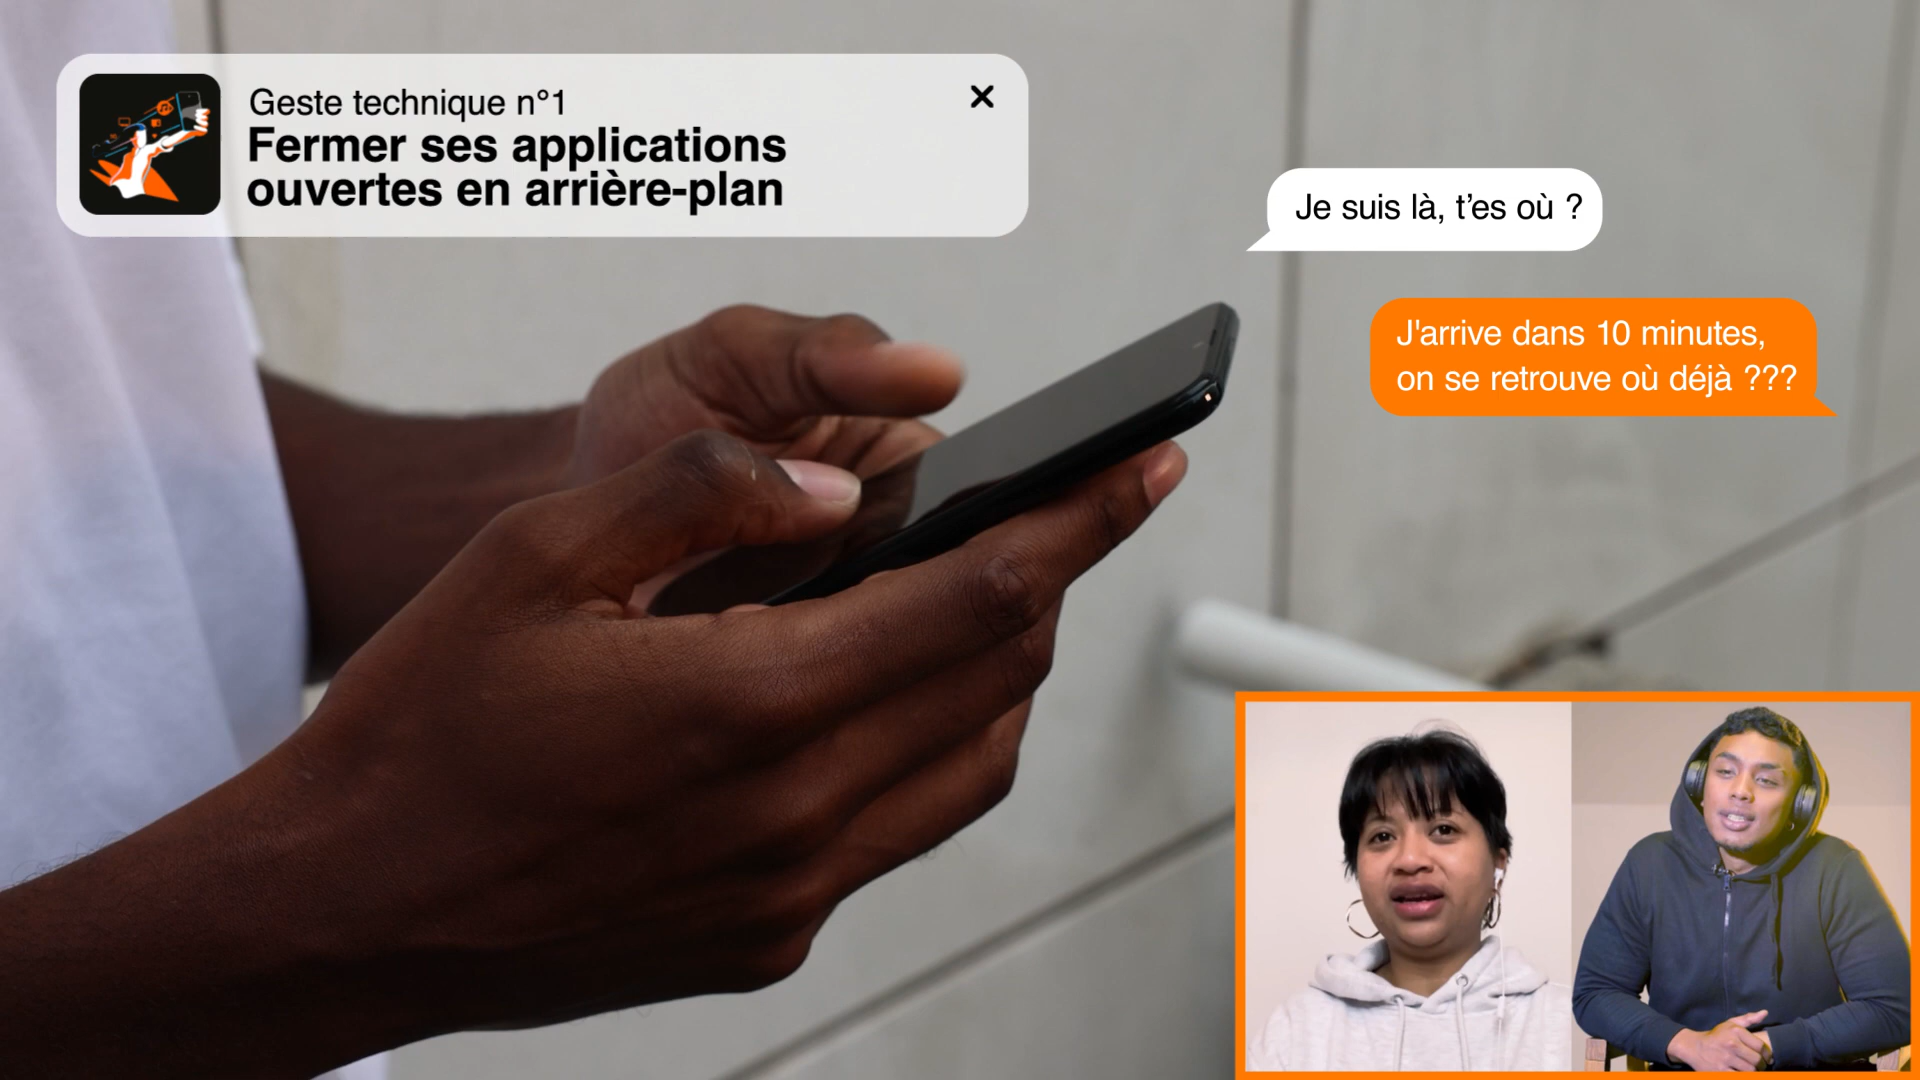 Geste technique n°1
Fermer ses applications
ouvertes en arrière-plan
Je suis là, t’es où ?
J'arrive dans 10 minutes,
on se retrouve où déjà ???